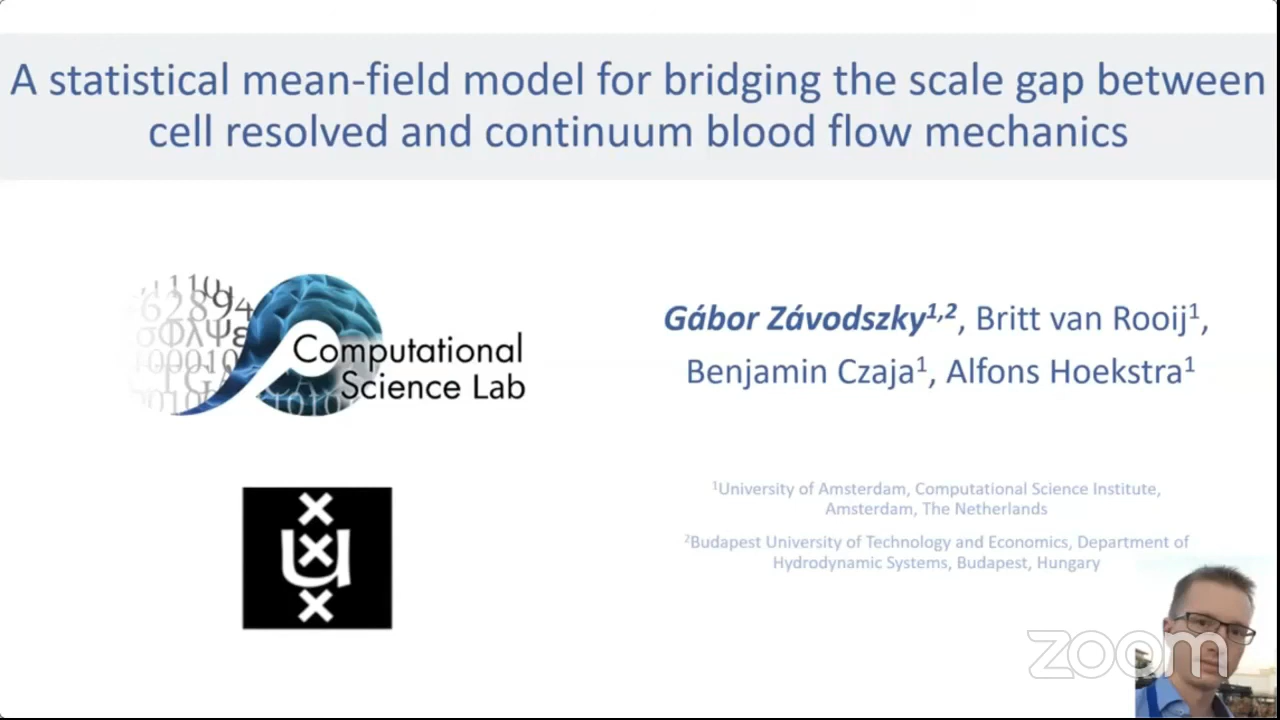 A statistical mean-field model for bridging the scale gap between
cell resolved and continuum blood flow mechanics
Computational
Science Lab
Gábor Závodszky1,2, Britt van Rooij1,
Benjamin Czaja1, Alfons Hoekstra1
1University of Amsterdam, Computational Science Institute,
Amsterdam, The Netherlands
2Budapest University of Technology and Economics, Department of
Hydrodynamic Systems, Budapest, Hungary
zoom